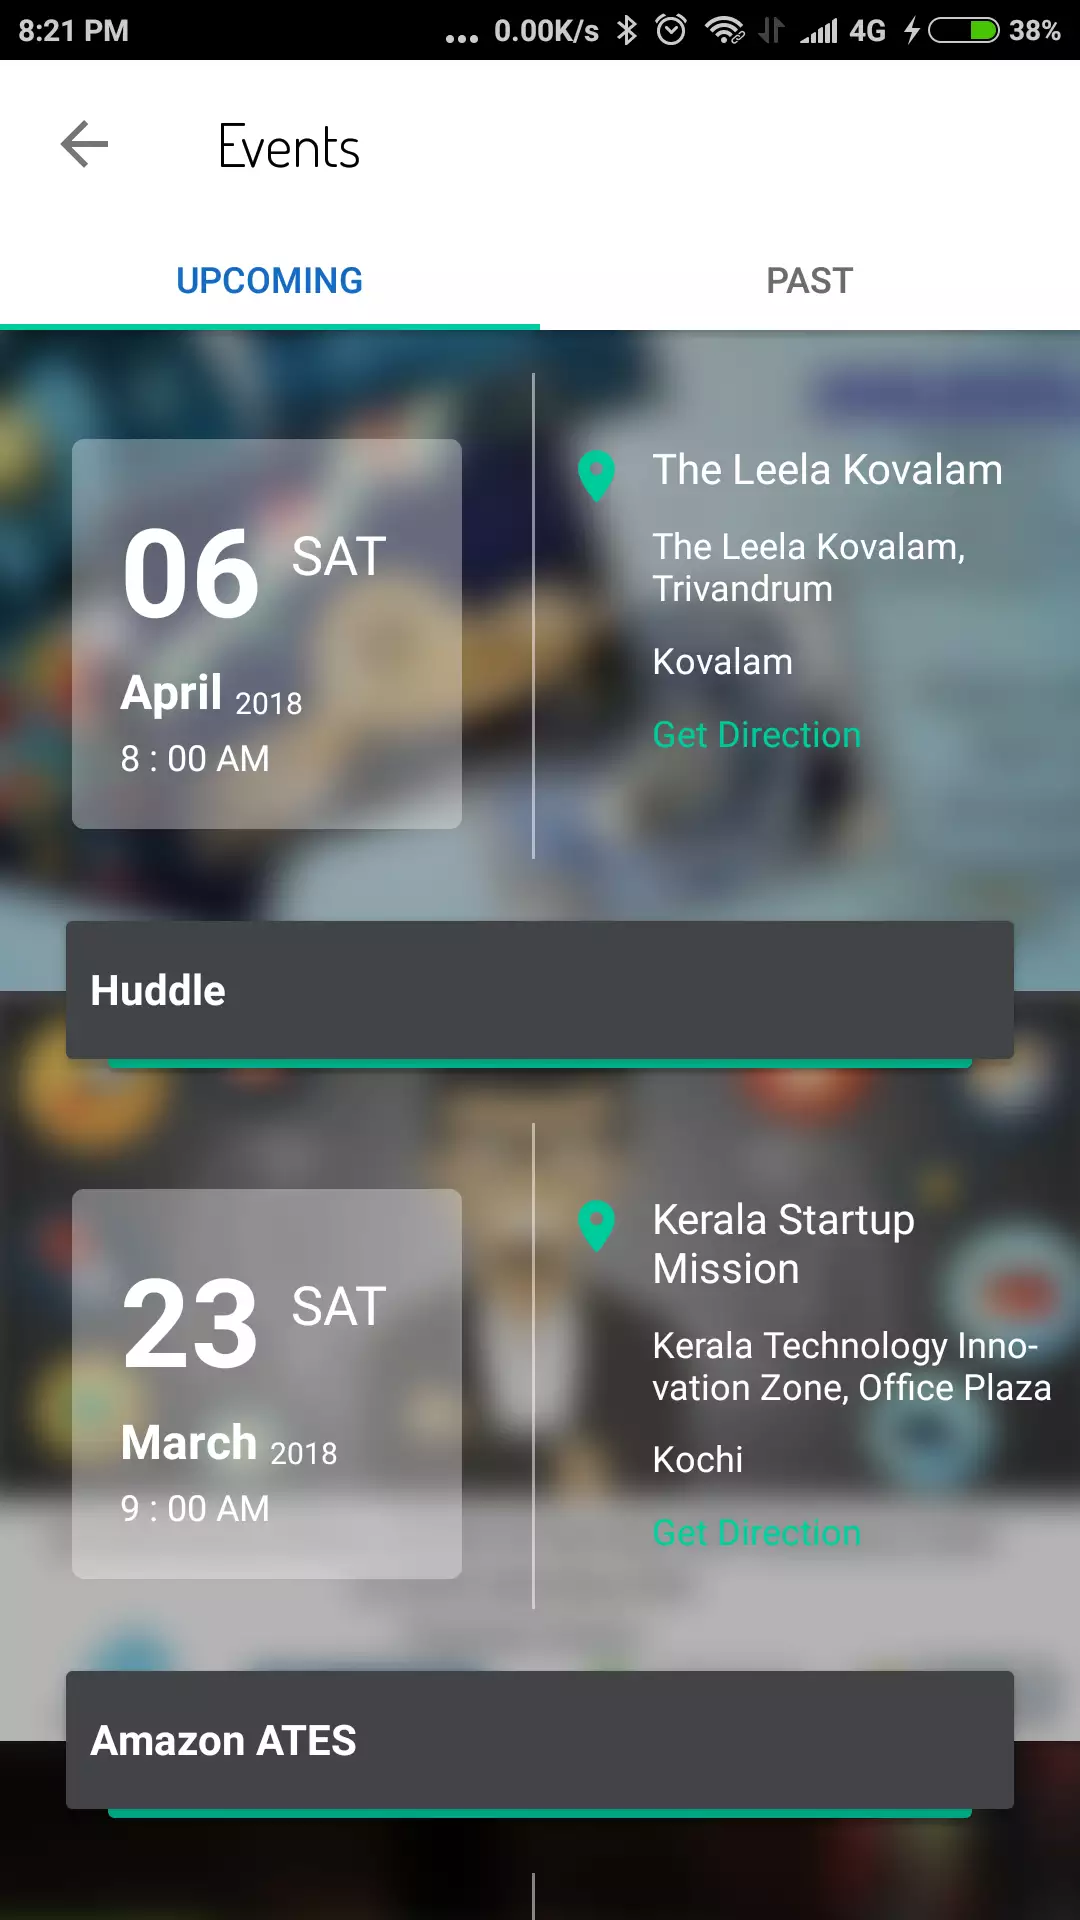 8:21 PM ... 0.00K/s 4G 38%
Events
UPCOMING PAST
06 SAT
April 2018
8 : 00 AM
The Leela Kovalam
The Leela Kovalam,
Trivandrum
Kovalam
Get Direction
Huddle
23 SAT
March 2018
9 : 00 AM
Kerala Startup
Mission
Kerala Technology Inno-
vation Zone, Office Plaza
Kochi
Get Direction
Amazon ATES